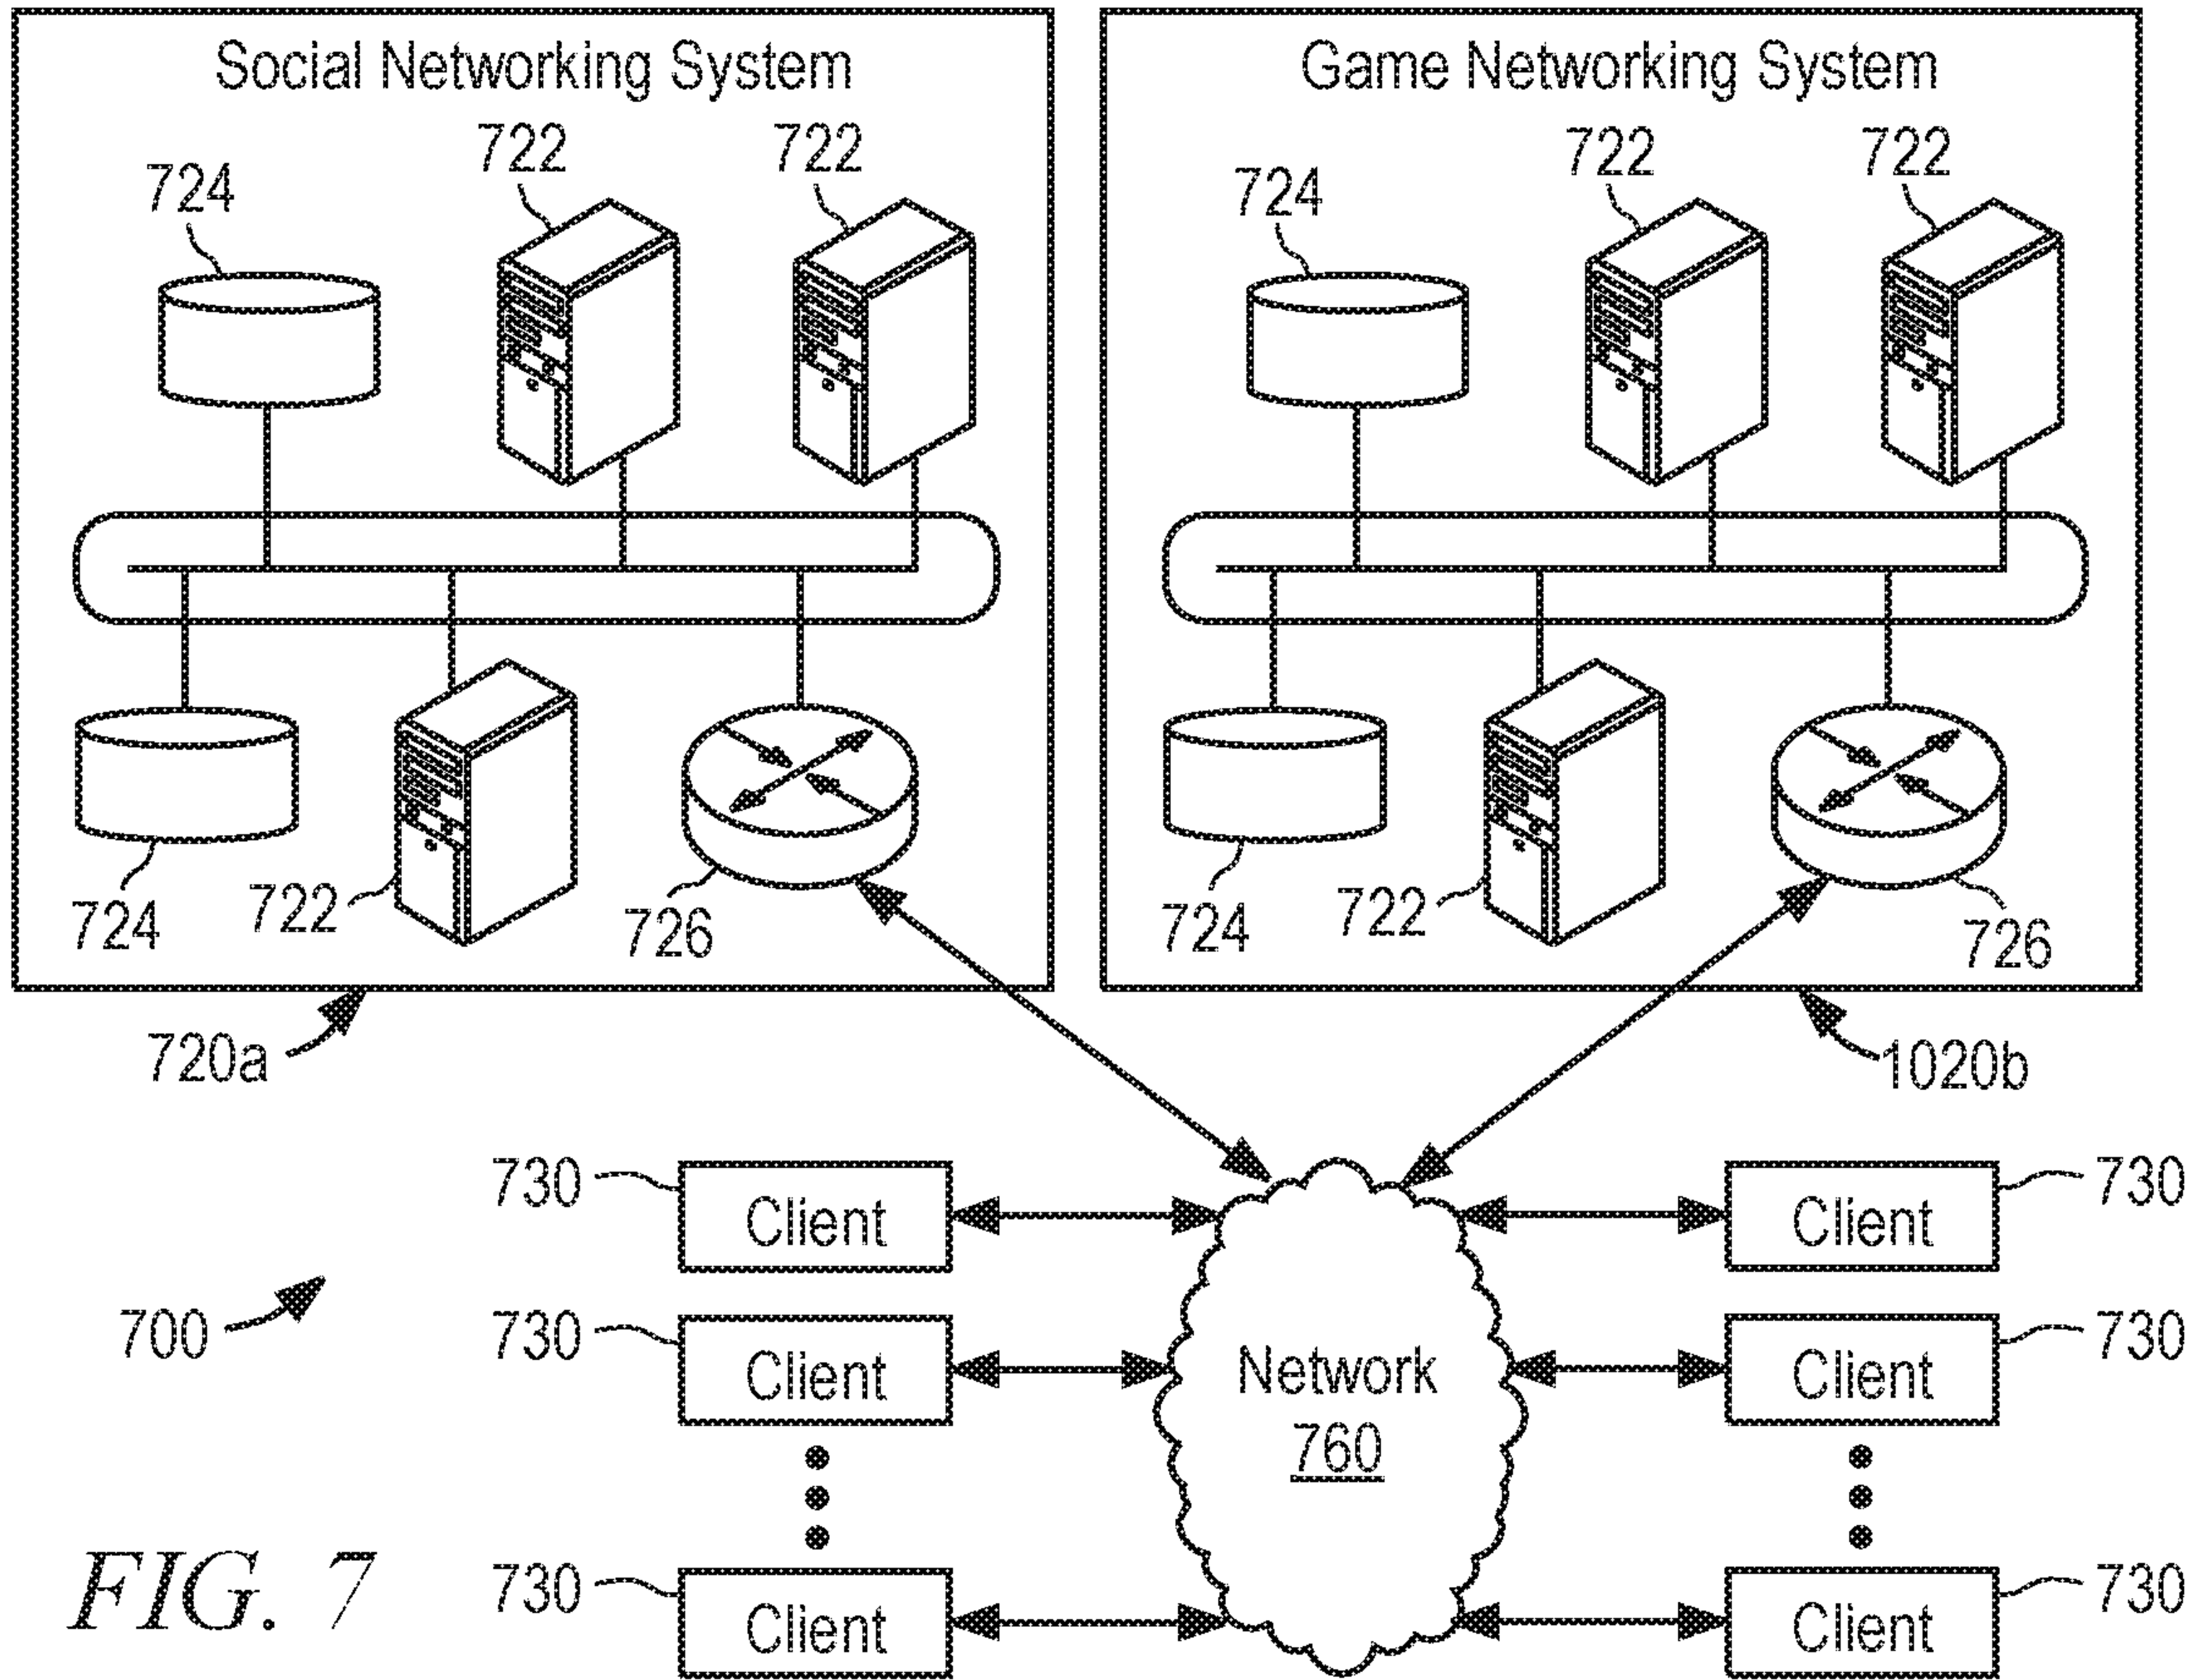 Social Networking System
Game Networking System
722
722
724
722
722
724
724
722
726
724
722
726
720a
1020b
730
Client
Client
730
700
730
Client
Network
760
Client
730
FIG. 7
730
Client
Client
730